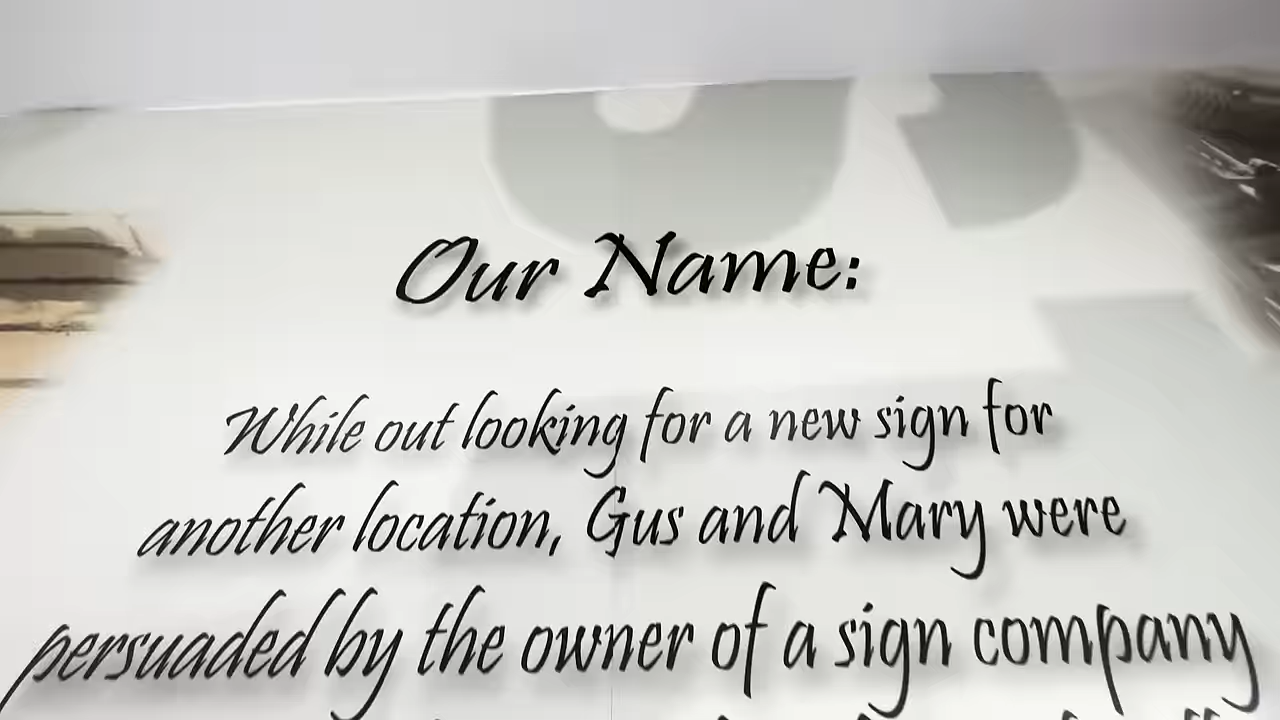 Our Name:
While out looking for a new sign for
another location, Gus and Mary were
persuaded by the owner of a sign company